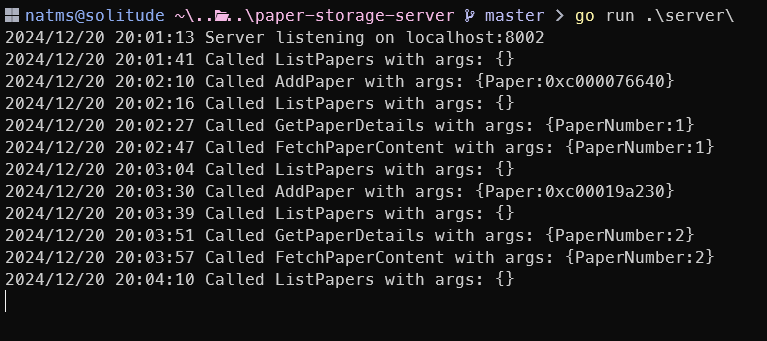 natms@solitude ~\..\..\paper-storage-server master > go run .\server\
2024/12/20 20:01:13 Server listening on localhost:8002
2024/12/20 20:01:41 Called ListPapers with args: {}
2024/12/20 20:02:10 Called AddPaper with args: {Paper:0xc000076640}
2024/12/20 20:02:16 Called ListPapers with args: {}
2024/12/20 20:02:27 Called GetPaperDetails with args: {PaperNumber:1}
2024/12/20 20:02:47 Called FetchPaperContent with args: {PaperNumber:1}
2024/12/20 20:03:04 Called ListPapers with args: {}
2024/12/20 20:03:30 Called AddPaper with args: {Paper:0xc00019a230}
2024/12/20 20:03:39 Called ListPapers with args: {}
2024/12/20 20:03:51 Called GetPaperDetails with args: {PaperNumber:2}
2024/12/20 20:03:57 Called FetchPaperContent with args: {PaperNumber:2}
2024/12/20 20:04:10 Called ListPapers with args: {}